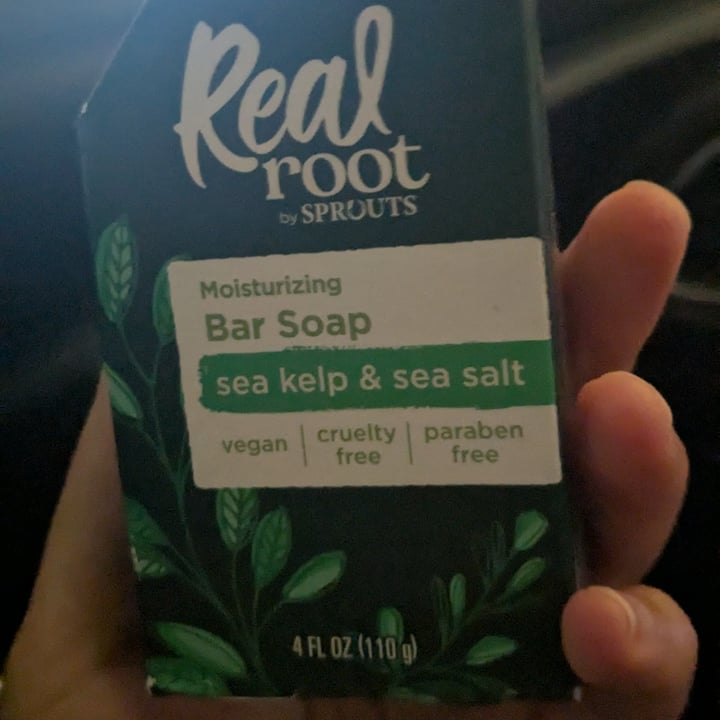 Real
root
by SPROUTS
Moisturizing
Bar Soap
sea kelp & sea salt
vegan | cruelty free | paraben free
4 FL OZ (110 g)